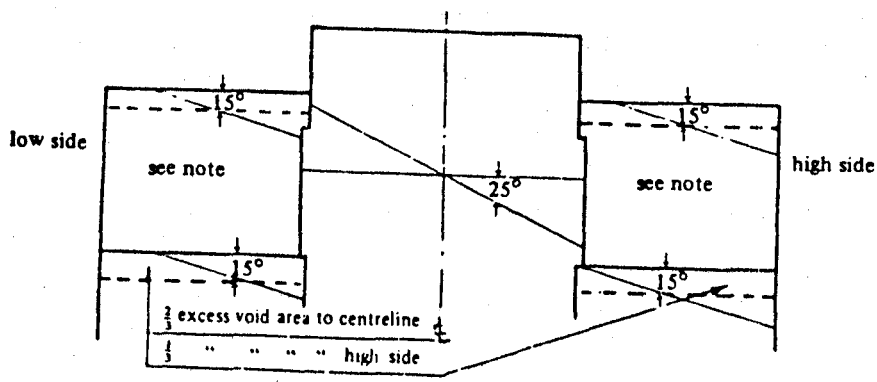 15°
15°
low side
see note
25°
see note
high side
15°
15°
2/3 excess void area to centreline ℄
1/3 " " " " high side